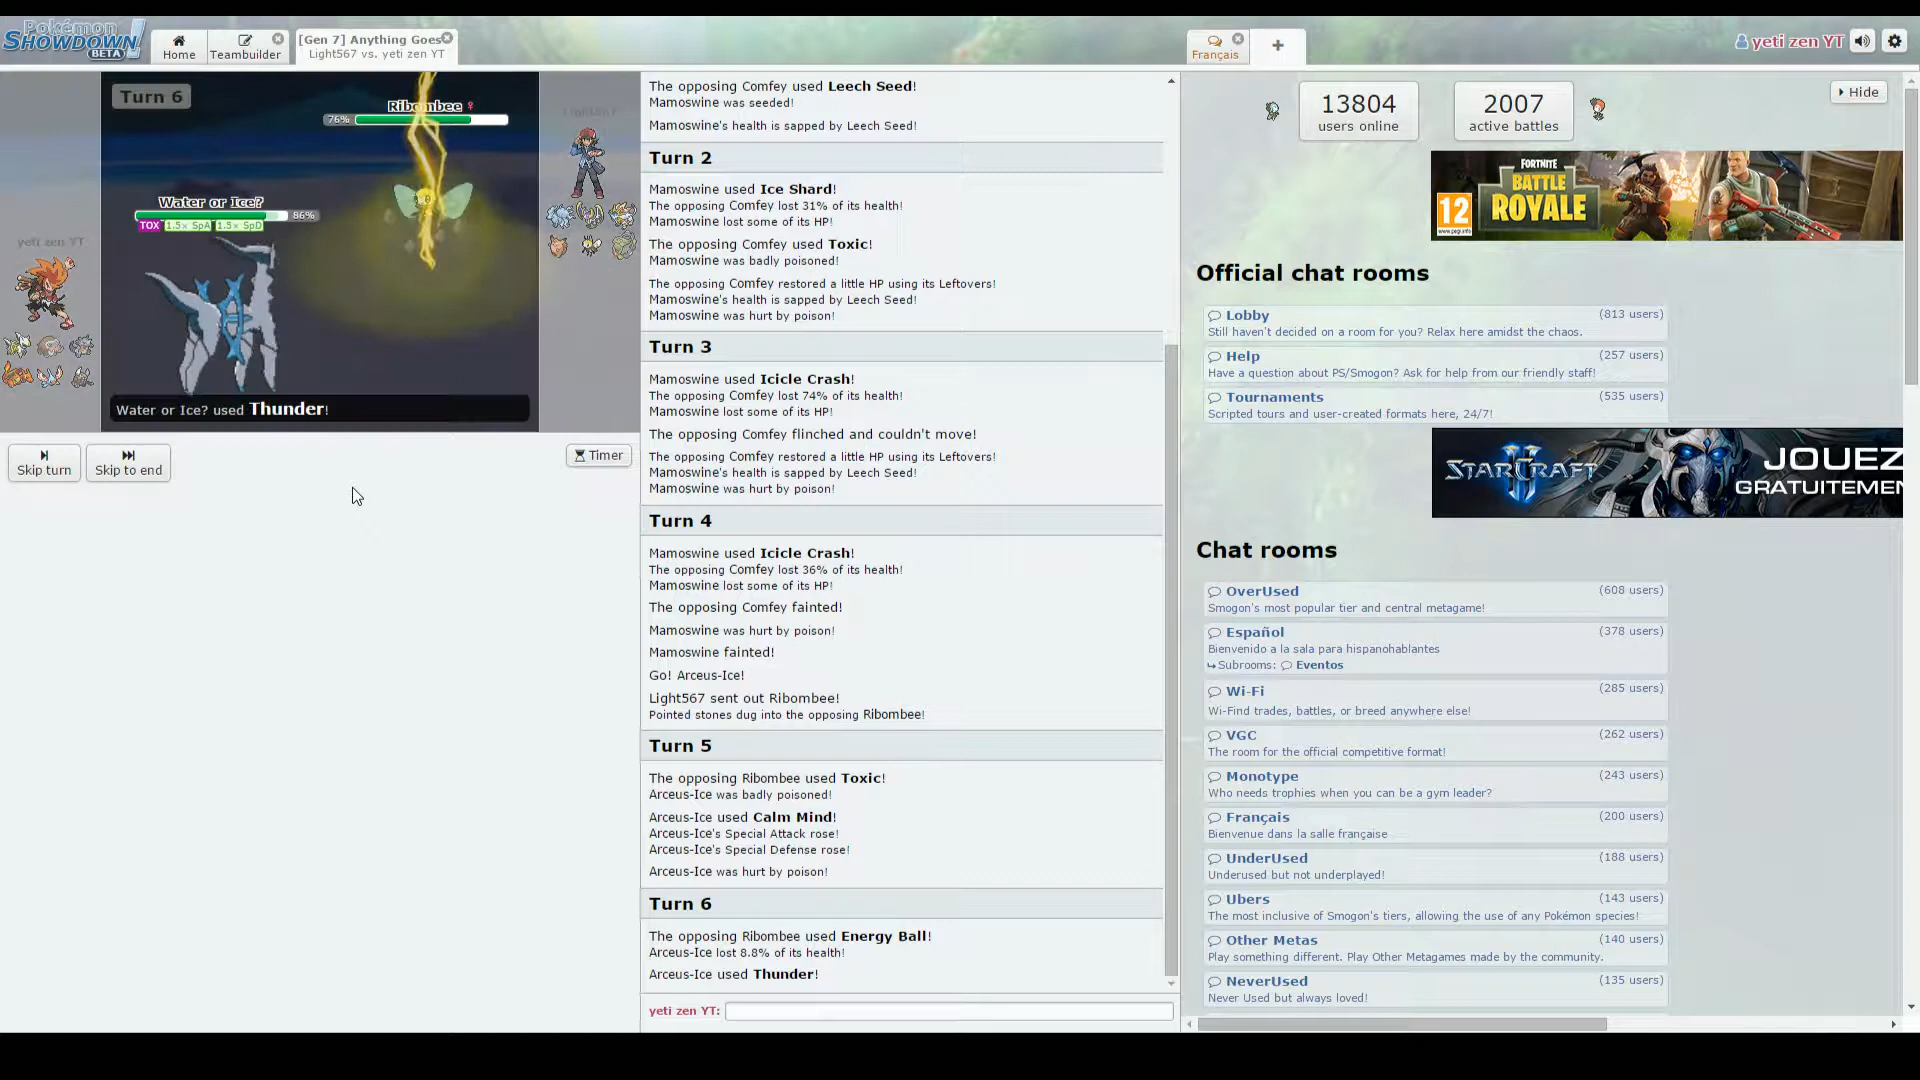 Pokémon
SHOWDOWN!
BETA
Home
Teambuilder
[Gen 7] Anything Goes
Light567 vs. yeti zen YT
Français
yeti zen YT
Turn 6
Ribombee ♀
76%
Water or Ice?
86%
TOX 1.5× SpA 1.5× SpD
yeti zen YT
Light567
Water or Ice? used Thunder!
Skip turn
Skip to end
Timer
The opposing Comfey used Leech Seed!
Mamoswine was seeded!
Mamoswine's health is sapped by Leech Seed!
Turn 2
Mamoswine used Ice Shard!
The opposing Comfey lost 31% of its health!
Mamoswine lost some of its HP!
The opposing Comfey used Toxic!
Mamoswine was badly poisoned!
The opposing Comfey restored a little HP using its Leftovers!
Mamoswine's health is sapped by Leech Seed!
Mamoswine was hurt by poison!
Turn 3
Mamoswine used Icicle Crash!
The opposing Comfey lost 74% of its health!
Mamoswine lost some of its HP!
The opposing Comfey flinched and couldn't move!
The opposing Comfey restored a little HP using its Leftovers!
Mamoswine's health is sapped by Leech Seed!
Mamoswine was hurt by poison!
Turn 4
Mamoswine used Icicle Crash!
The opposing Comfey lost 36% of its health!
Mamoswine lost some of its HP!
The opposing Comfey fainted!
Mamoswine was hurt by poison!
Mamoswine fainted!
Go! Arceus-Ice!
Light567 sent out Ribombee!
Pointed stones dug into the opposing Ribombee!
Turn 5
The opposing Ribombee used Toxic!
Arceus-Ice was badly poisoned!
Arceus-Ice used Calm Mind!
Arceus-Ice's Special Attack rose!
Arceus-Ice's Special Defense rose!
Arceus-Ice was hurt by poison!
Turn 6
The opposing Ribombee used Energy Ball!
Arceus-Ice lost 8.8% of its health!
Arceus-Ice used Thunder!
yeti zen YT:
13804
users online
2007
active battles
Hide
12
www.pegi.info
FORTNITE
BATTLE
ROYALE
Official chat rooms
Lobby (813 users)
Still haven't decided on a room for you? Relax here amidst the chaos.
Help (257 users)
Have a question about PS/Smogon? Ask for help from our friendly staff!
Tournaments (535 users)
Scripted tours and user-created formats here, 24/7!
STARCRAFT II
JOUEZ
GRATUITEMEN
Chat rooms
OverUsed (608 users)
Smogon's most popular tier and central metagame!
Español (378 users)
Bienvenido a la sala para hispanohablantes
↪Subrooms: Eventos
Wi-Fi (285 users)
Wi-Find trades, battles, or breed anywhere else!
VGC (262 users)
The room for the official competitive format!
Monotype (243 users)
Who needs trophies when you can be a gym leader?
Français (200 users)
Bienvenue dans la salle française
UnderUsed (188 users)
Underused but not underplayed!
Ubers (143 users)
The most inclusive of Smogon's tiers, allowing the use of any Pokémon species!
Other Metas (140 users)
Play something different. Play Other Metagames made by the community.
NeverUsed (135 users)
Never Used but always loved!